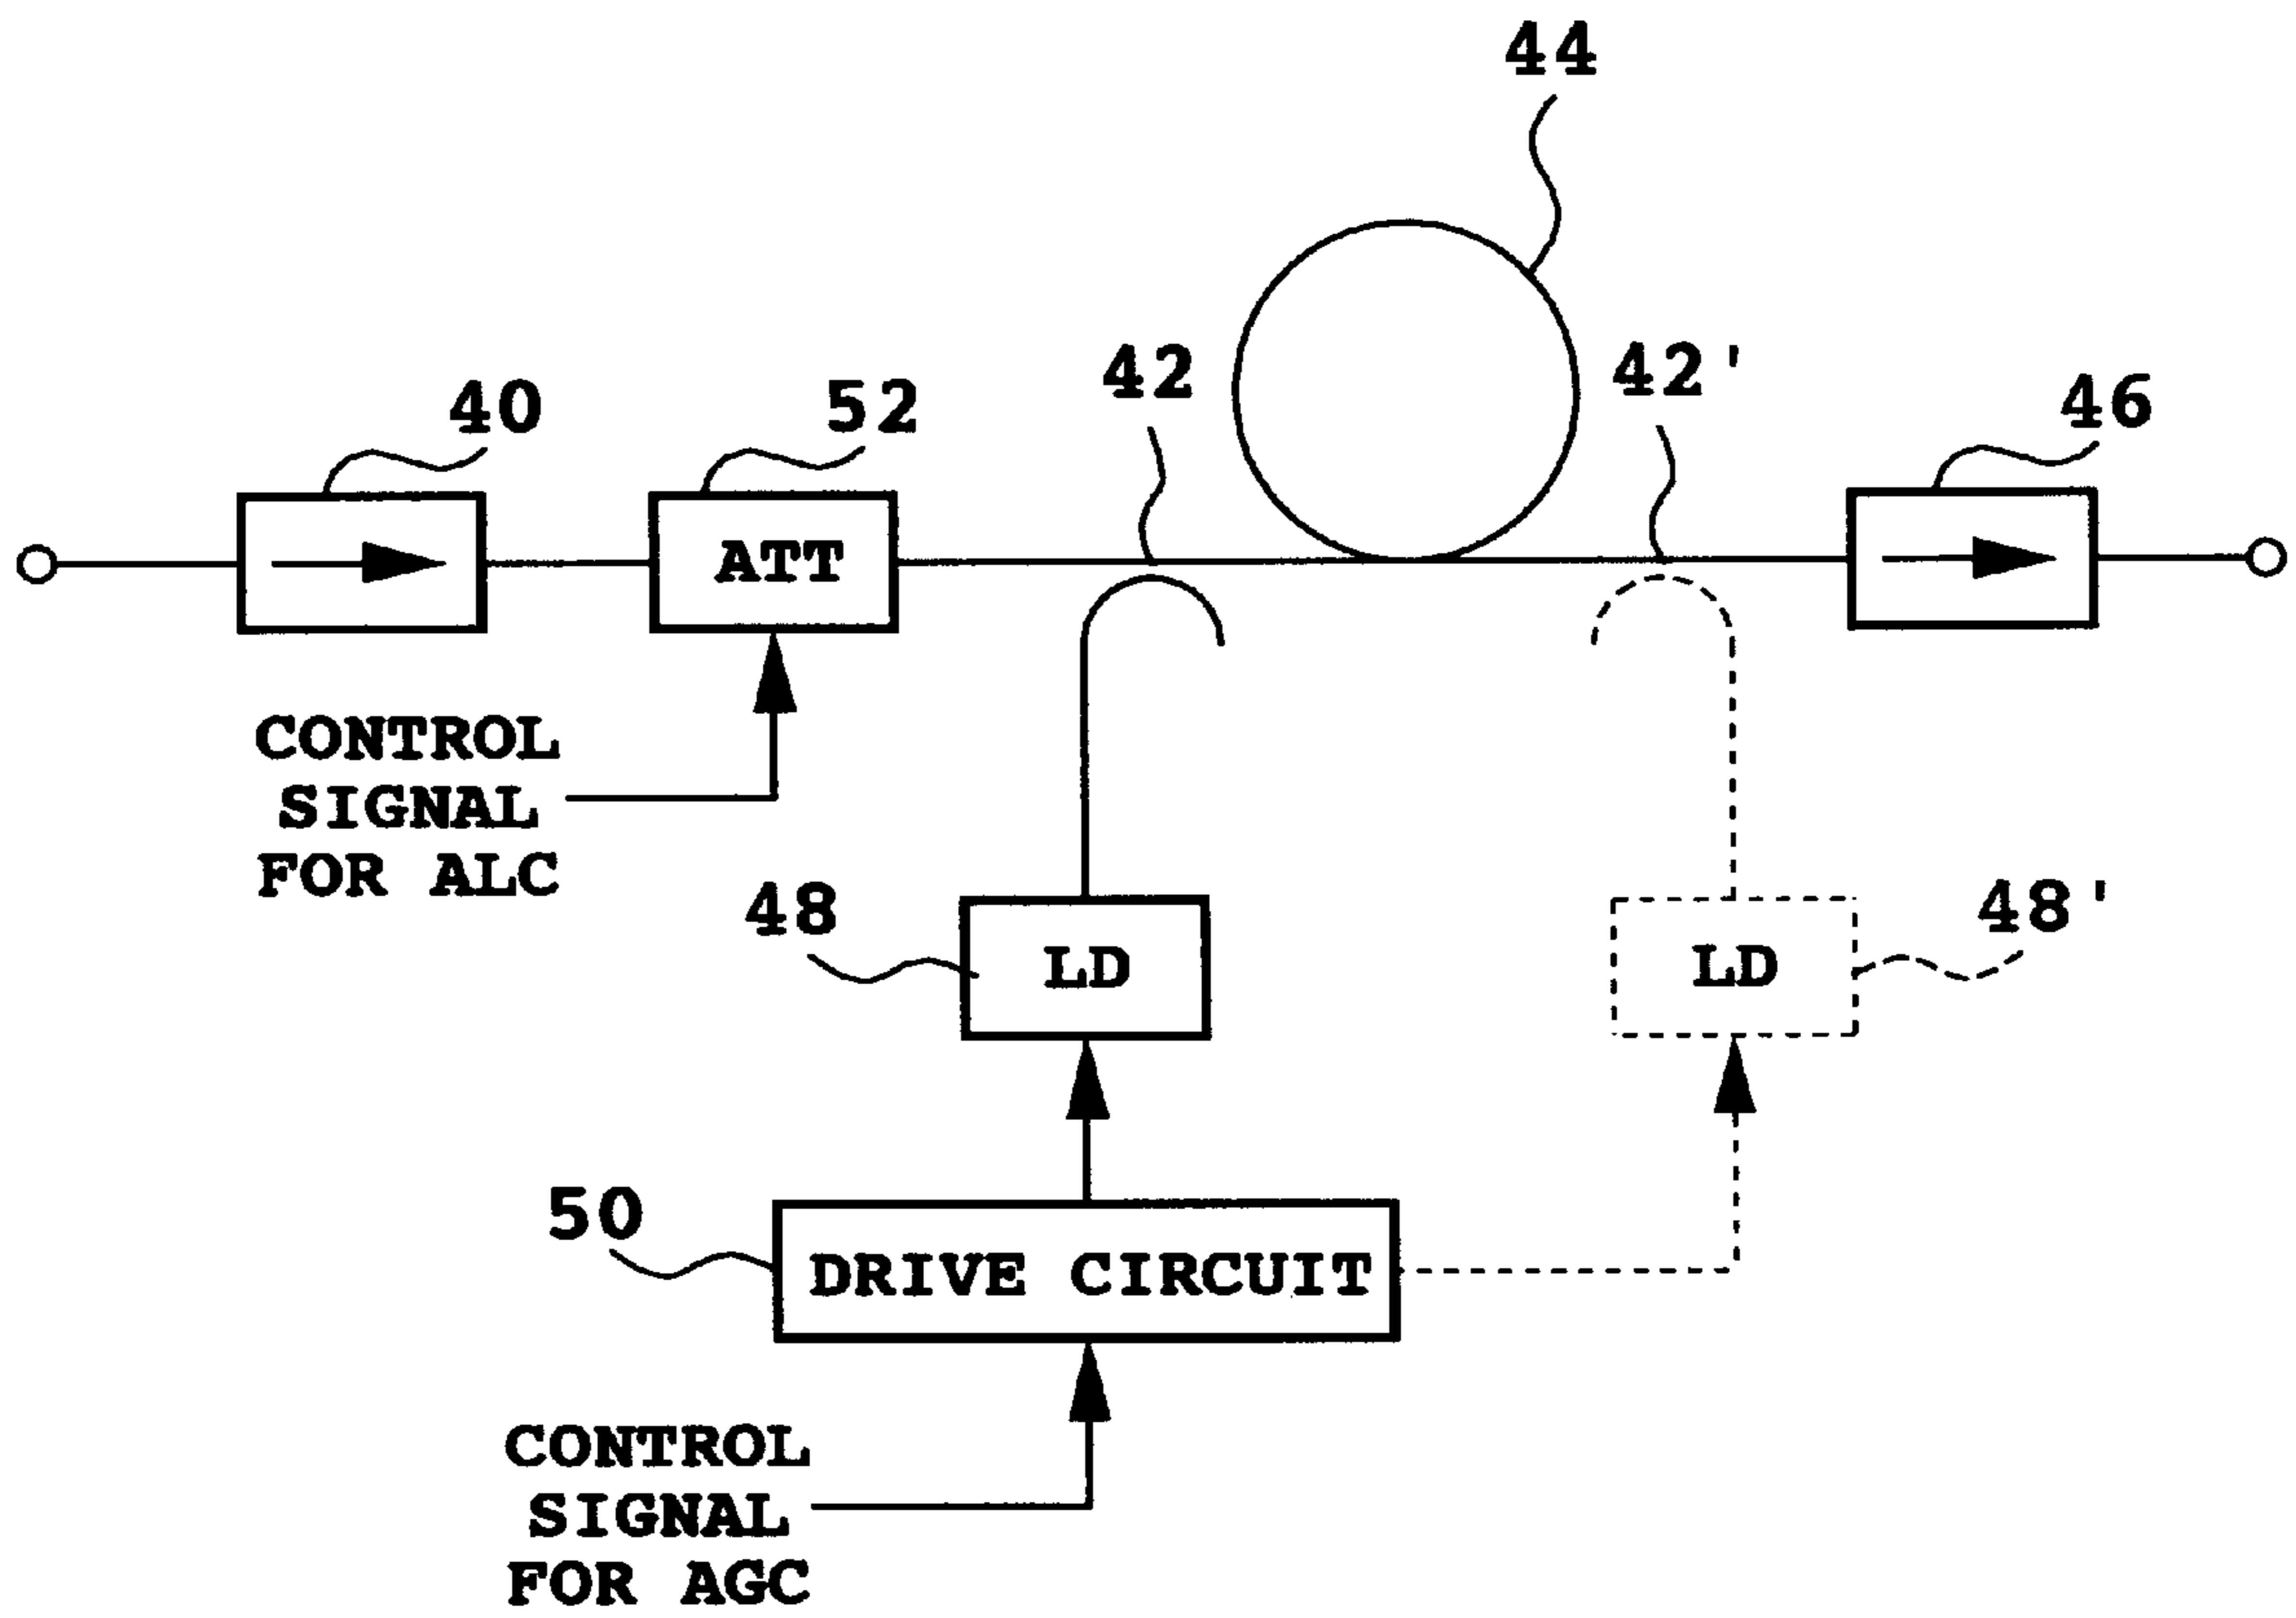 44
42
42'
40
52
46
ATT
CONTROL
SIGNAL
FOR ALC
48
LD
LD
48'
50
DRIVE CIRCUIT
CONTROL
SIGNAL
FOR AGC